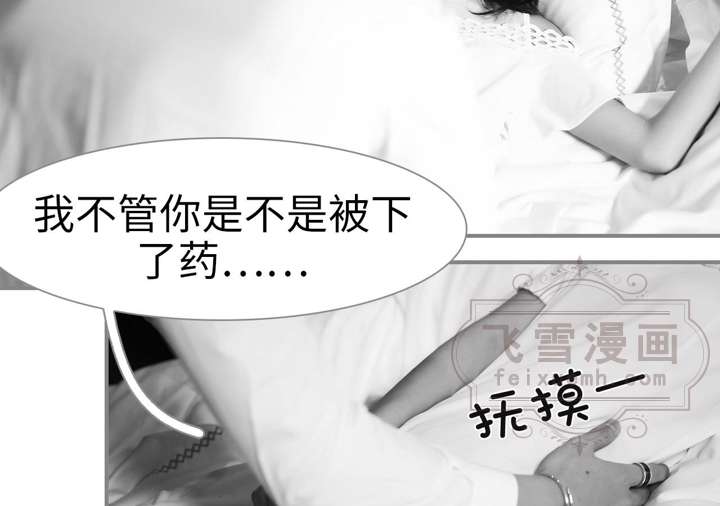 我不管你是不是被下
了药……
飞雪漫画
feixuemh.com
抚摸一